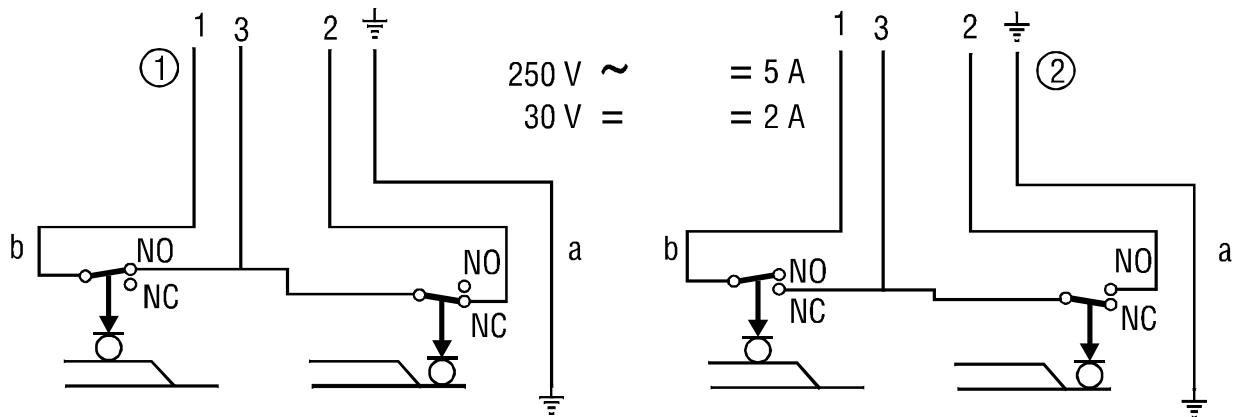 1 3 2
1
250 V ~ = 5 A
30 V = = 2 A
1 3 2
2
b
NO
NC
NO
NC
a
b
NO
NC
NO
NC
a